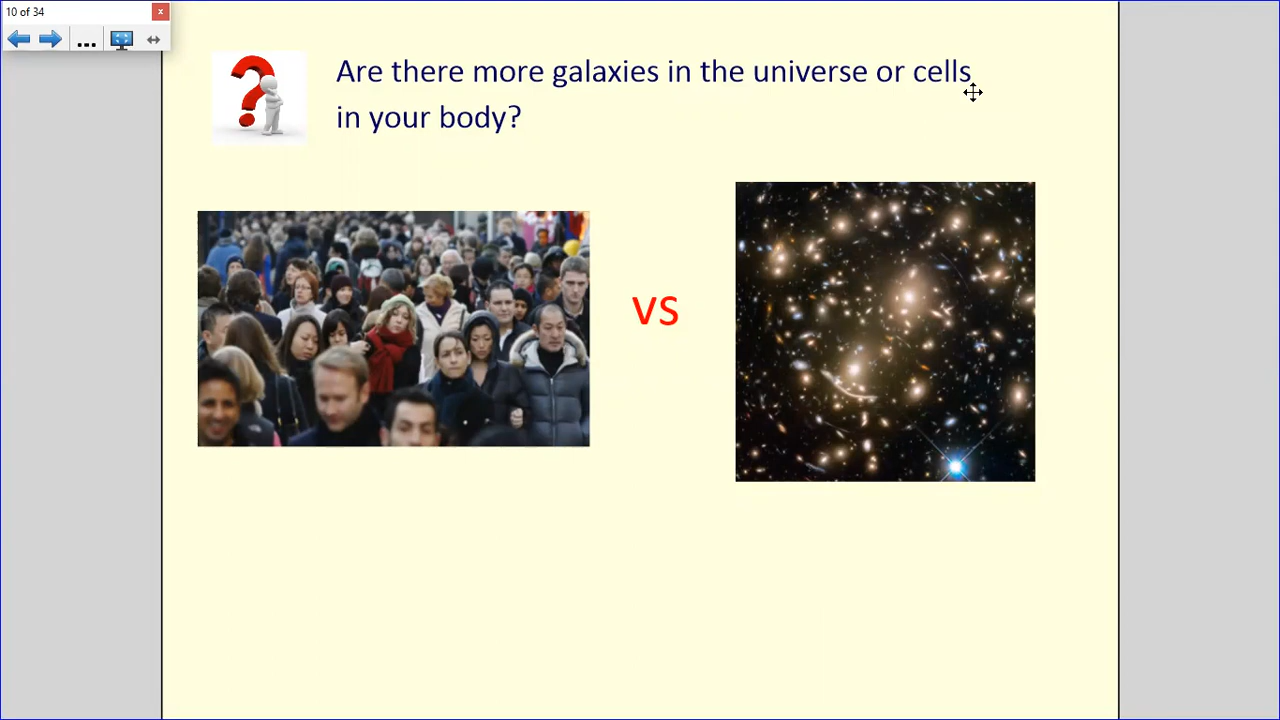 10 of 34
Are there more galaxies in the universe or cells
in your body?
vs